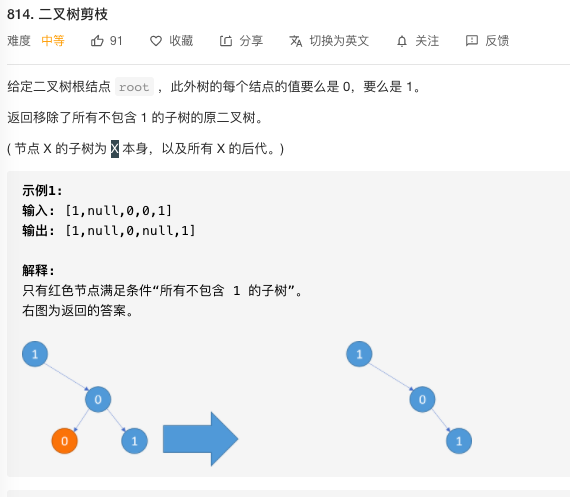 814. 二叉树剪枝
难度 中等 91 收藏 分享 切换为英文 关注 反馈
给定二叉树根结点 root ，此外树的每个结点的值要么是 0，要么是 1。
返回移除了所有不包含 1 的子树的原二叉树。
( 节点 X 的子树为 X 本身，以及所有 X 的后代。)
示例1:
输入: [1,null,0,0,1]
输出: [1,null,0,null,1]
解释:
只有红色节点满足条件“所有不包含 1 的子树”。
右图为返回的答案。
1 1
0 0
0 1 1